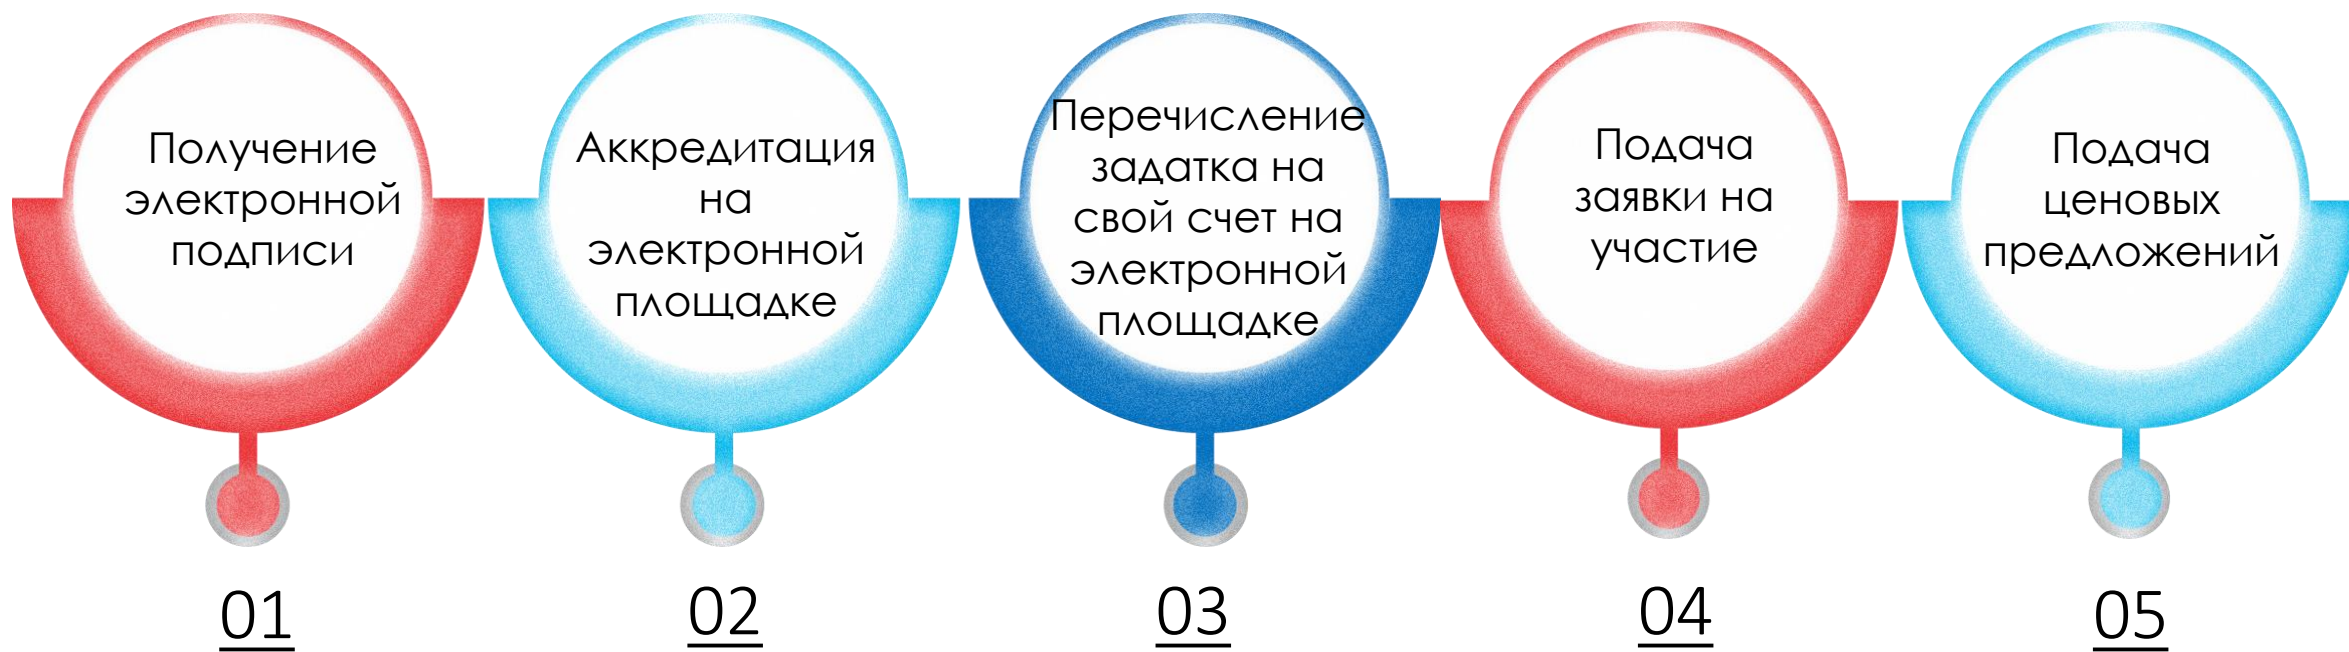 Получение
электронной
подписи
01
Аккредитация
на
электронной
площадке
02
Перечисление
задатка на
свой счет на
электронной
площадке
03
Подача
заявки на
участие
04
Подача
ценовых
предложений
05